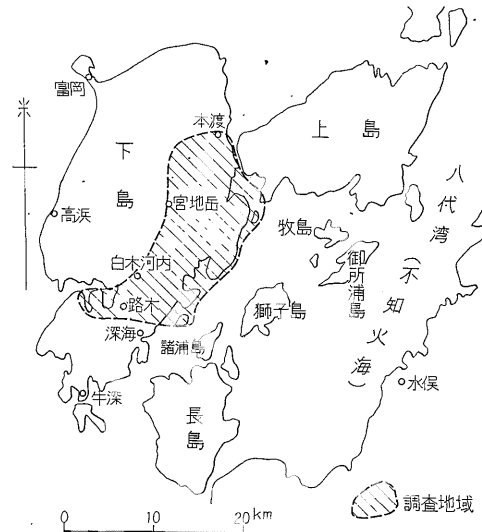 富岡
本渡
上島
下島
八代湾
(不知火海)
高浜
宮地岳
牧島
御所浦島
白木河内
獅子島
路木
深海
諸浦島
水俣
牛深
長島
調査地域
0 10 20 km